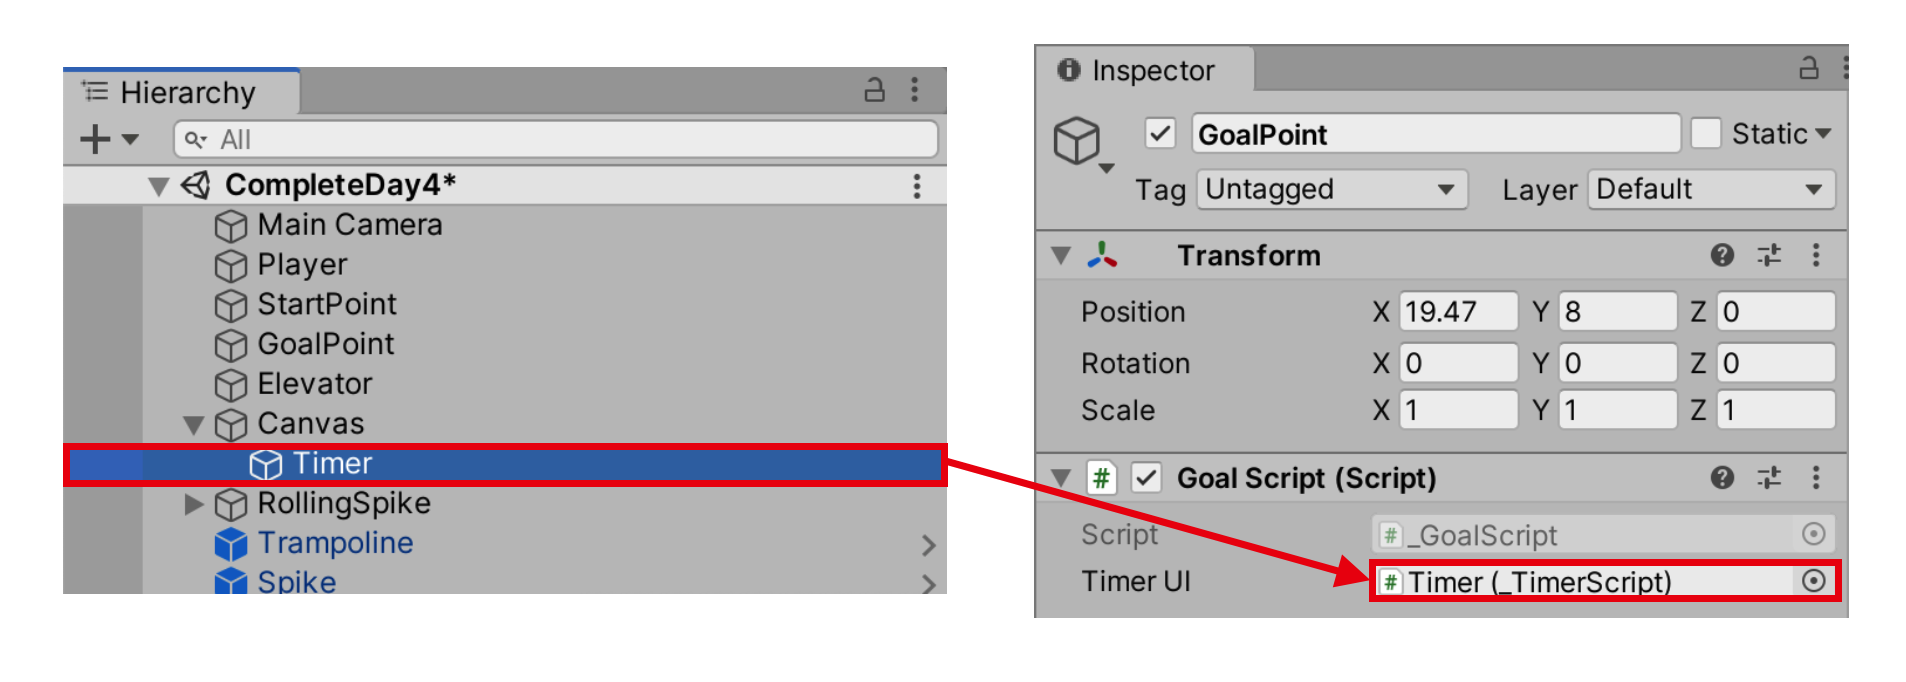 Hierarchy
All
CompleteDay4*
Main Camera
Player
StartPoint
GoalPoint
Elevator
Canvas
Timer
RollingSpike
Trampoline
Spike
Inspector
GoalPoint Static
Tag Untagged Layer Default
Transform
Position X 19.47 Y 8 Z 0
Rotation X 0 Y 0 Z 0
Scale X 1 Y 1 Z 1
# Goal Script (Script)
Script # _GoalScript
Timer UI # Timer (_TimerScript)